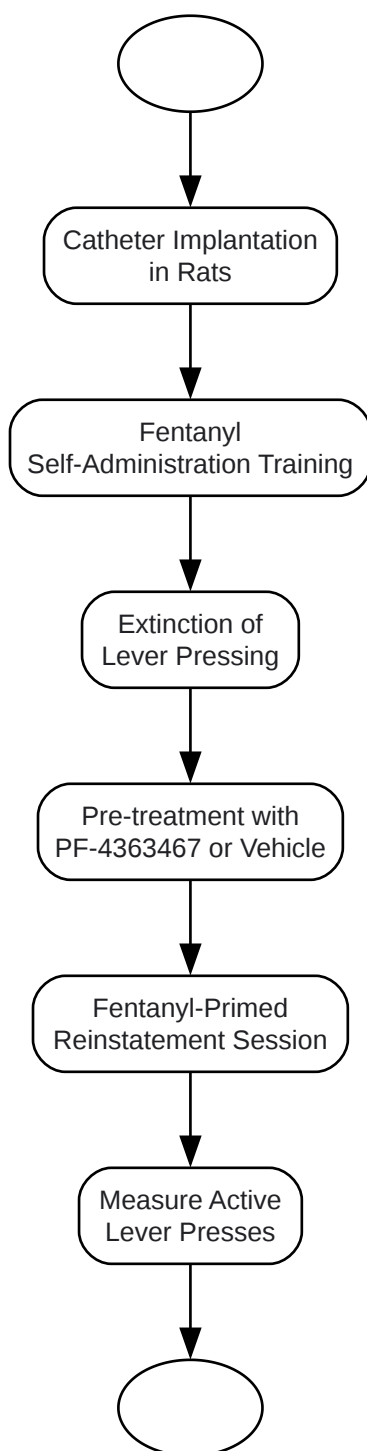 Catheter Implantation
in Rats
Fentanyl
Self-Administration Training
Extinction of
Lever Pressing
Pre-treatment with
PF-4363467 or Vehicle
Fentanyl-Primed
Reinstatement Session
Measure Active
Lever Presses